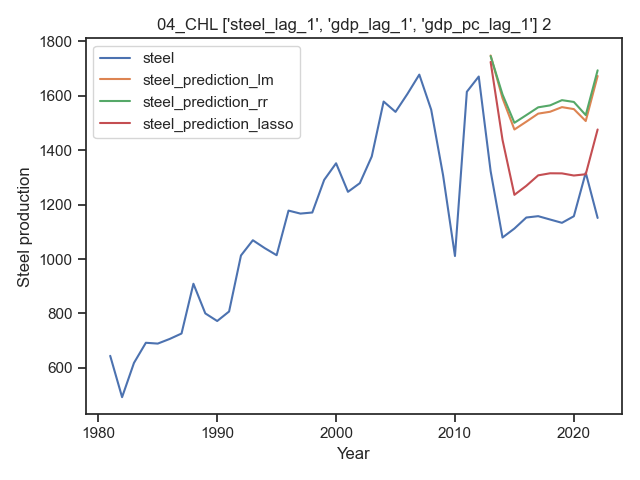 04_CHL ['steel_lag_1', 'gdp_lag_1', 'gdp_pc_lag_1'] 2
steel
steel_prediction_lm
steel_prediction_rr
steel_prediction_lasso
Steel production
1800
1600
1400
1200
1000
800
600
1980
1990
2000
2010
2020
Year